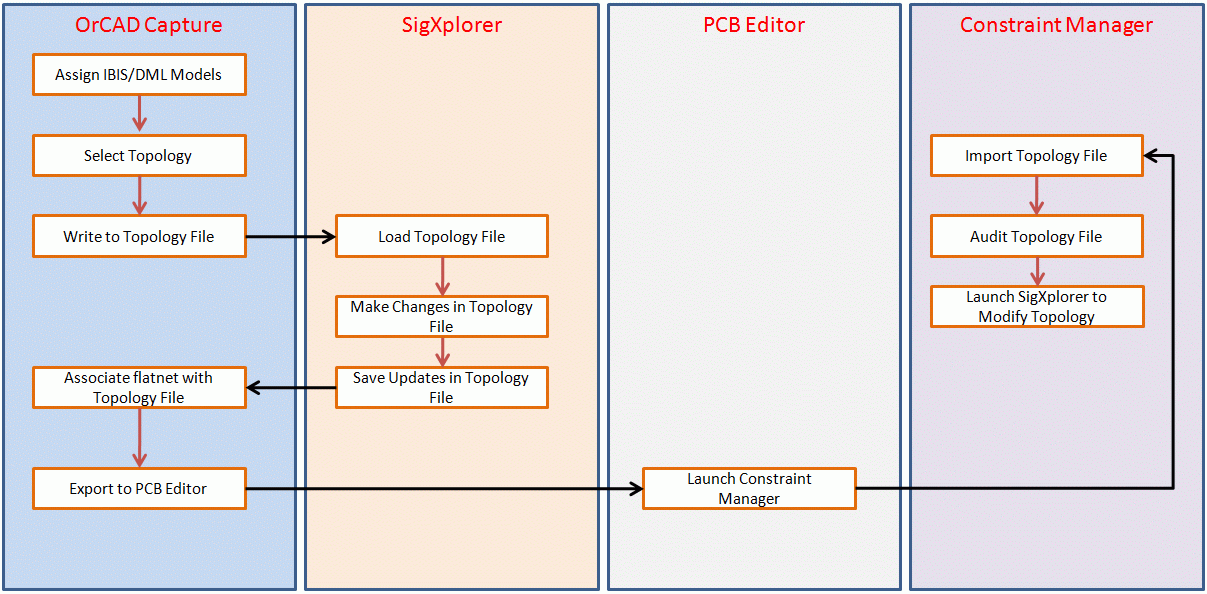 OrCAD Capture
Assign IBIS/DML Models
Select Topology
Write to Topology File
Associate flatnet with
Topology File
Export to PCB Editor
SigXplorer
Load Topology File
Make Changes in Topology
File
Save Updates in Topology
File
PCB Editor
Launch Constraint
Manager
Constraint Manager
Import Topology File
Audit Topology File
Launch SigXplorer to
Modify Topology